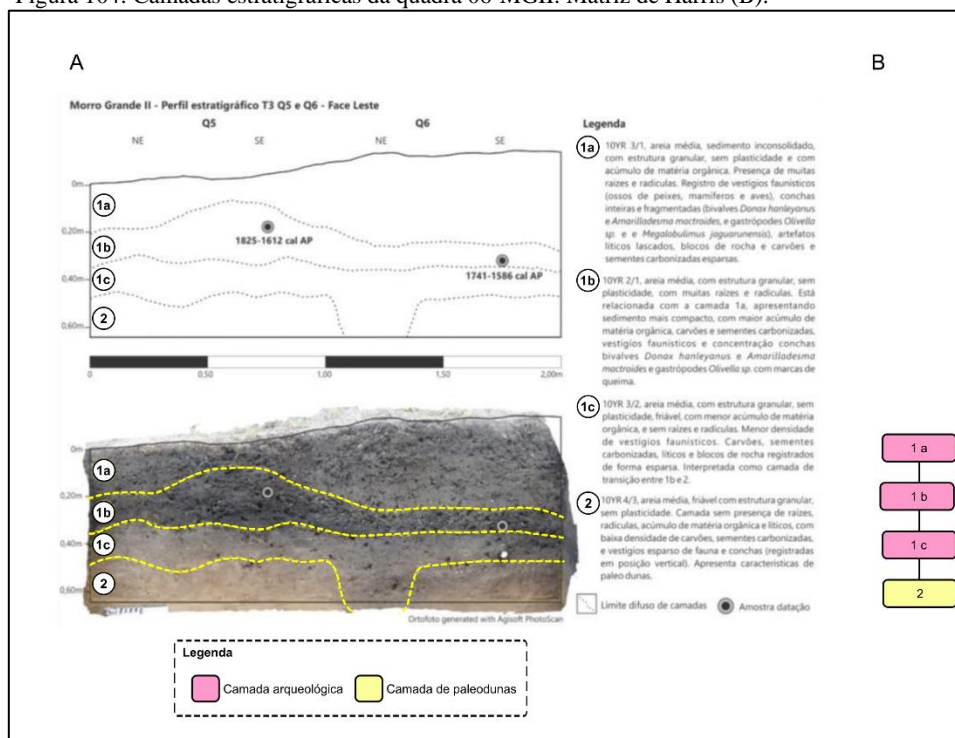 Figura 104: Camadas estratigráficas da quadra 06-MGII. Matriz de Harris (B).
A
B
Morro Grande II - Perfil estratigráfico T3 Q5 e Q6 - Face Leste
Q5
Q6
NE
SE
NE
SE
0m
0,20m
0,40m
0,60m
1a
1b
1c
2
1825-1612 cal AP
1741-1586 cal AP
0
0,50
1,00
1,50
2,00m
0m
0,20m
0,40m
0,60m
1a
1b
1c
2
Ortofoto generated with Agisoft PhotoScan
Legenda
1a 10YR 3/1, areia média, sedimento inconsolidado,
com estrutura granular, sem plasticidade e com
acúmulo de matéria orgânica. Presença de muitas
raízes e radículas. Registro de vestígios faunísticos
(ossos de peixes, mamíferos e aves), conchas
inteiras e fragmentadas (bivalves Donax hanleyanus
e Amarilladesma mactroides, e gastrópodes Olivella
sp. e e Megalobulimus jaguarunensis), artefatos
líticos lascados, blocos de rocha e carvões e
sementes carbonizadas esparsas.
1b 10YR 2/1, areia média, com estrutura granular, sem
plasticidade, com muitas raízes e radículas. Está
relacionada com a camada 1a, apresentando
sedimento mais compacto, com maior acúmulo de
matéria orgânica, carvões e sementes carbonizadas,
vestígios faunísticos e concentração conchas
bivalves Donax hanleyanus e Amarilladesma
mactroides e gastrópodes Olivella sp. com marcas de
queima.
1c 10YR 3/2, areia média, com estrutura granular, sem
plasticidade, friável, com menor acúmulo de matéria
orgânica, e sem raízes e radículas. Menor densidade
de vestígios faunísticos. Carvões, sementes
carbonizadas, líticos e blocos de rocha registrados
de forma esparsa. Interpretada como camada de
transição entre 1b e 2.
2 10YR 4/3, areia média, friável com estrutura granular,
sem plasticidade. Camada sem presença de raízes,
radículas, acúmulo de matéria orgânica e líticos, com
baixa densidade de carvões, sementes carbonizadas,
e vestígios esparso de fauna e conchas (registradas
em posição vertical). Apresenta características de
paleo dunas.
Limite difuso de camadas
Amostra datação
1 a
1 b
1 c
2
Legenda
Camada arqueológica
Camada de paleodunas